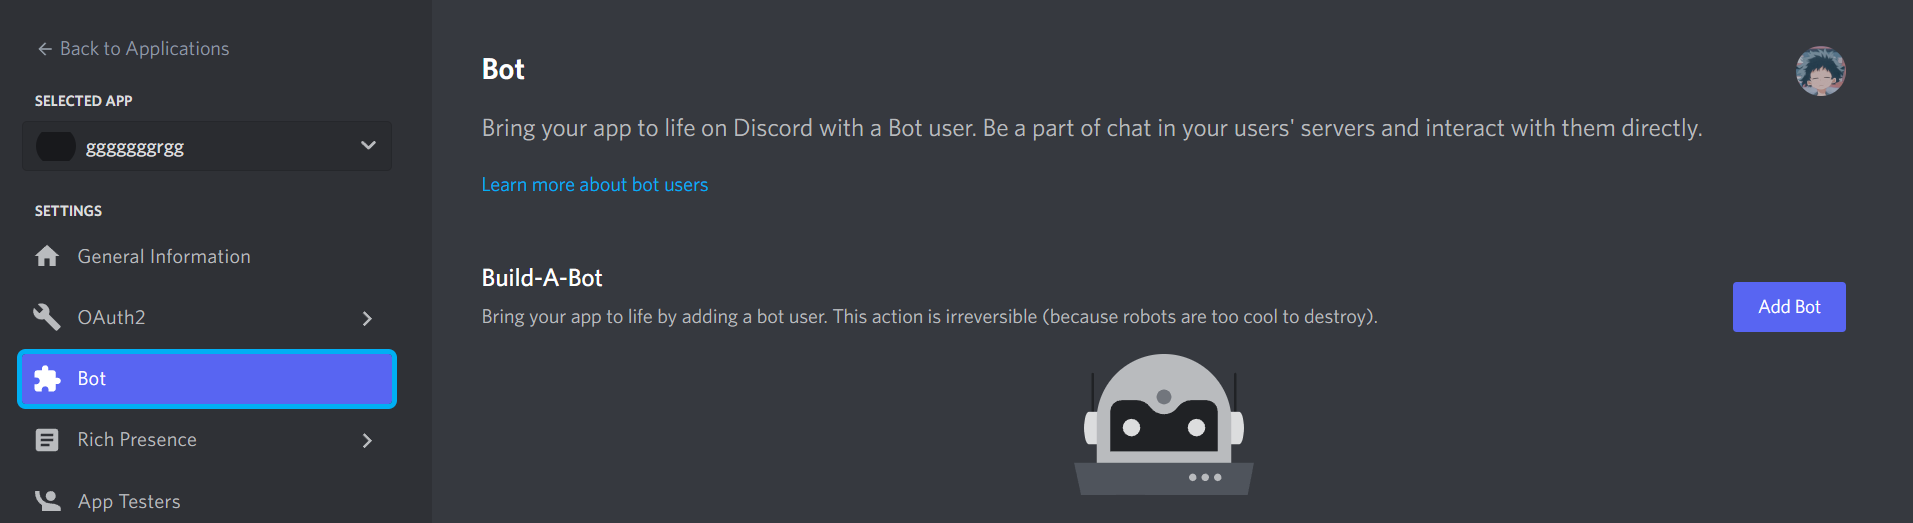 Back to Applications
SELECTED APP
gggggggrgg
SETTINGS
General Information
OAuth2
Bot
Rich Presence
App Testers
Bot
Bring your app to life on Discord with a Bot user. Be a part of chat in your users' servers and interact with them directly.
Learn more about bot users
Build-A-Bot
Bring your app to life by adding a bot user. This action is irreversible (because robots are too cool to destroy).
Add Bot